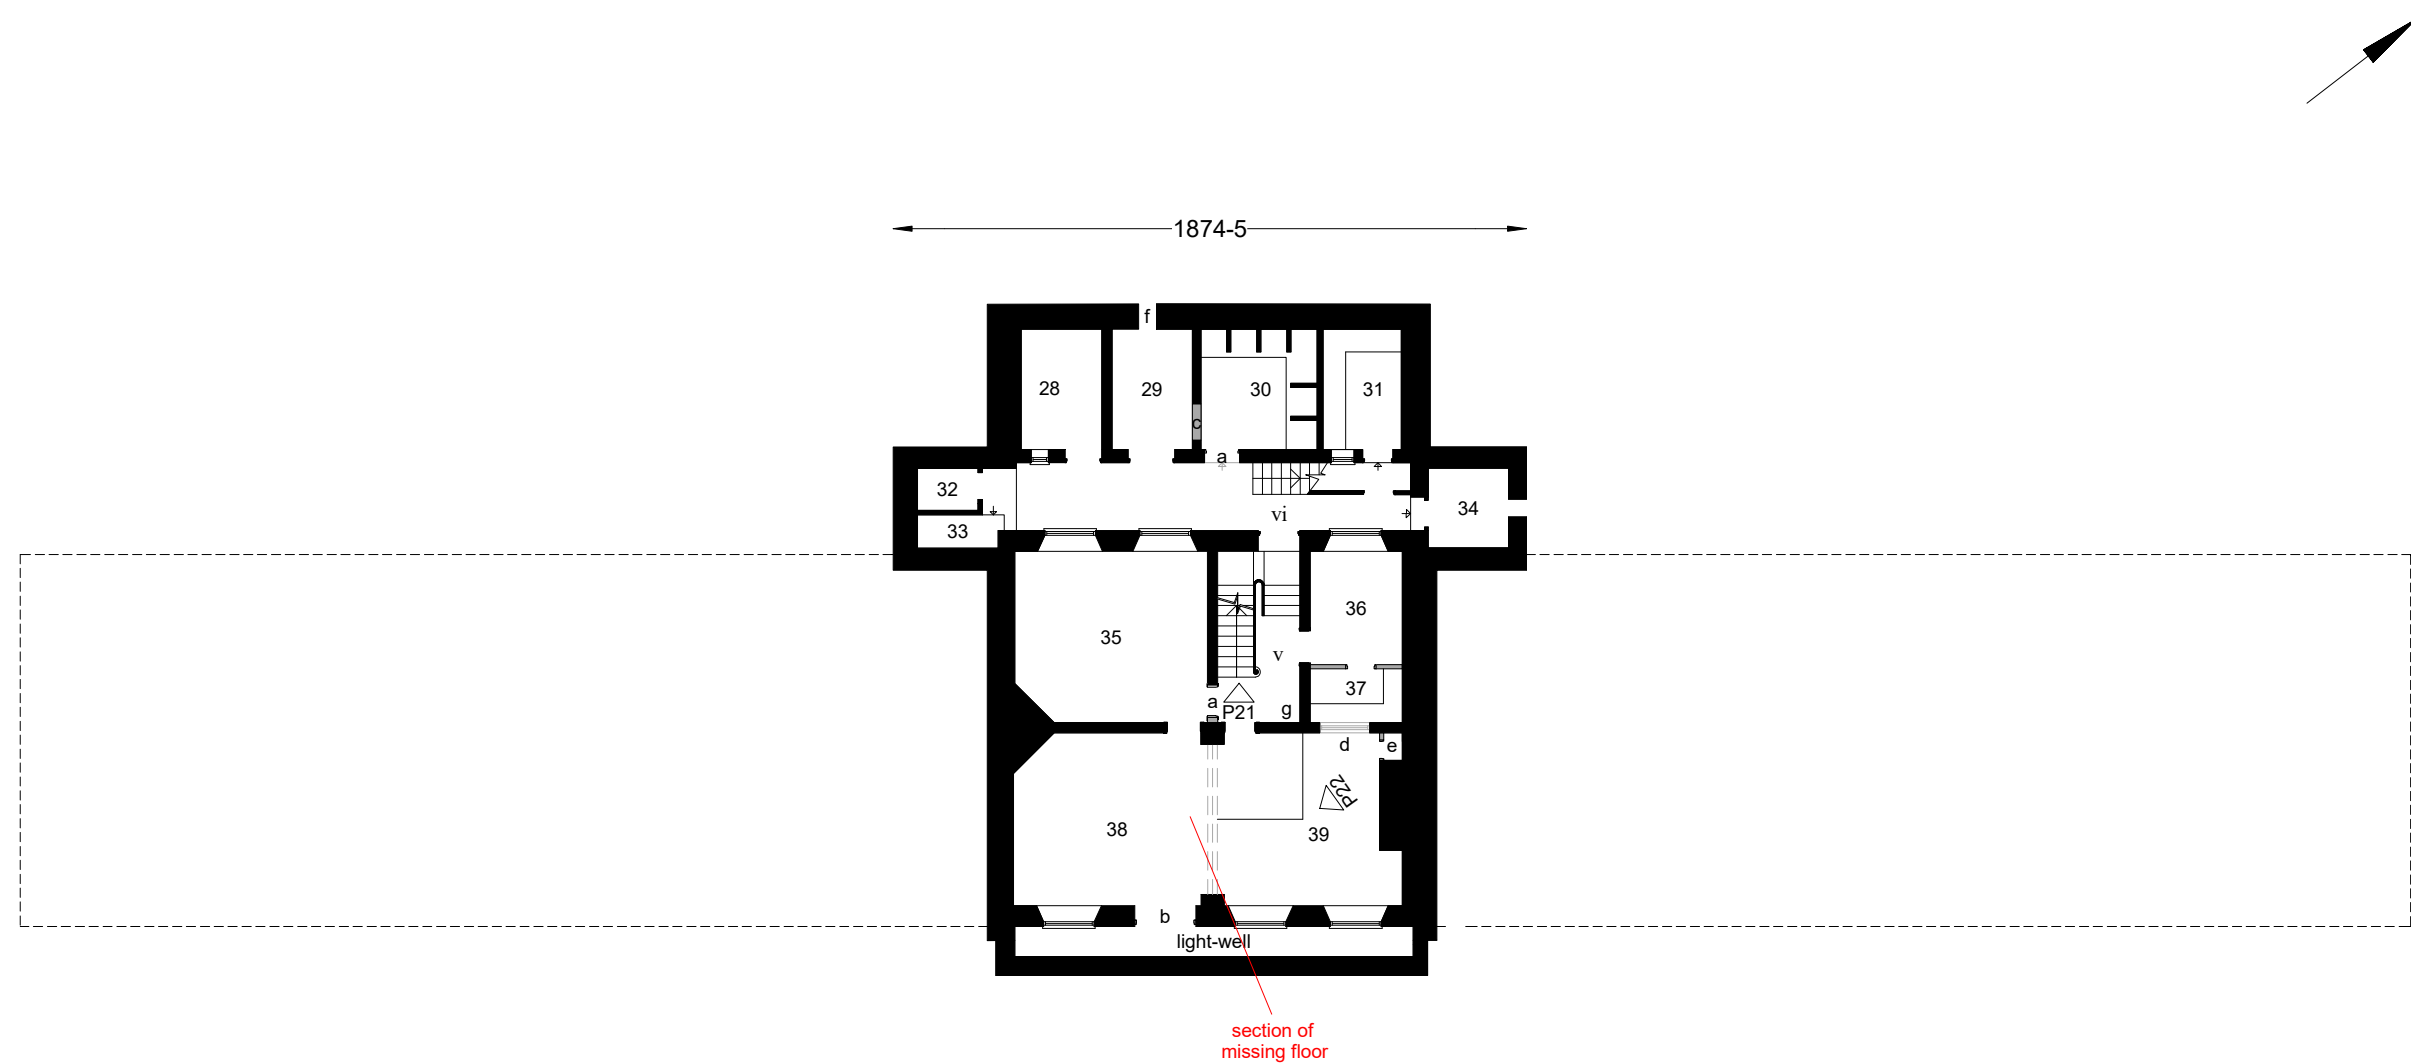 1874-5
f
28
29
30
31
c
a
32
33
34
vi
35
36
v
37
a
P21
g
d
e
P22
38
39
b
light-well
section of
missing floor